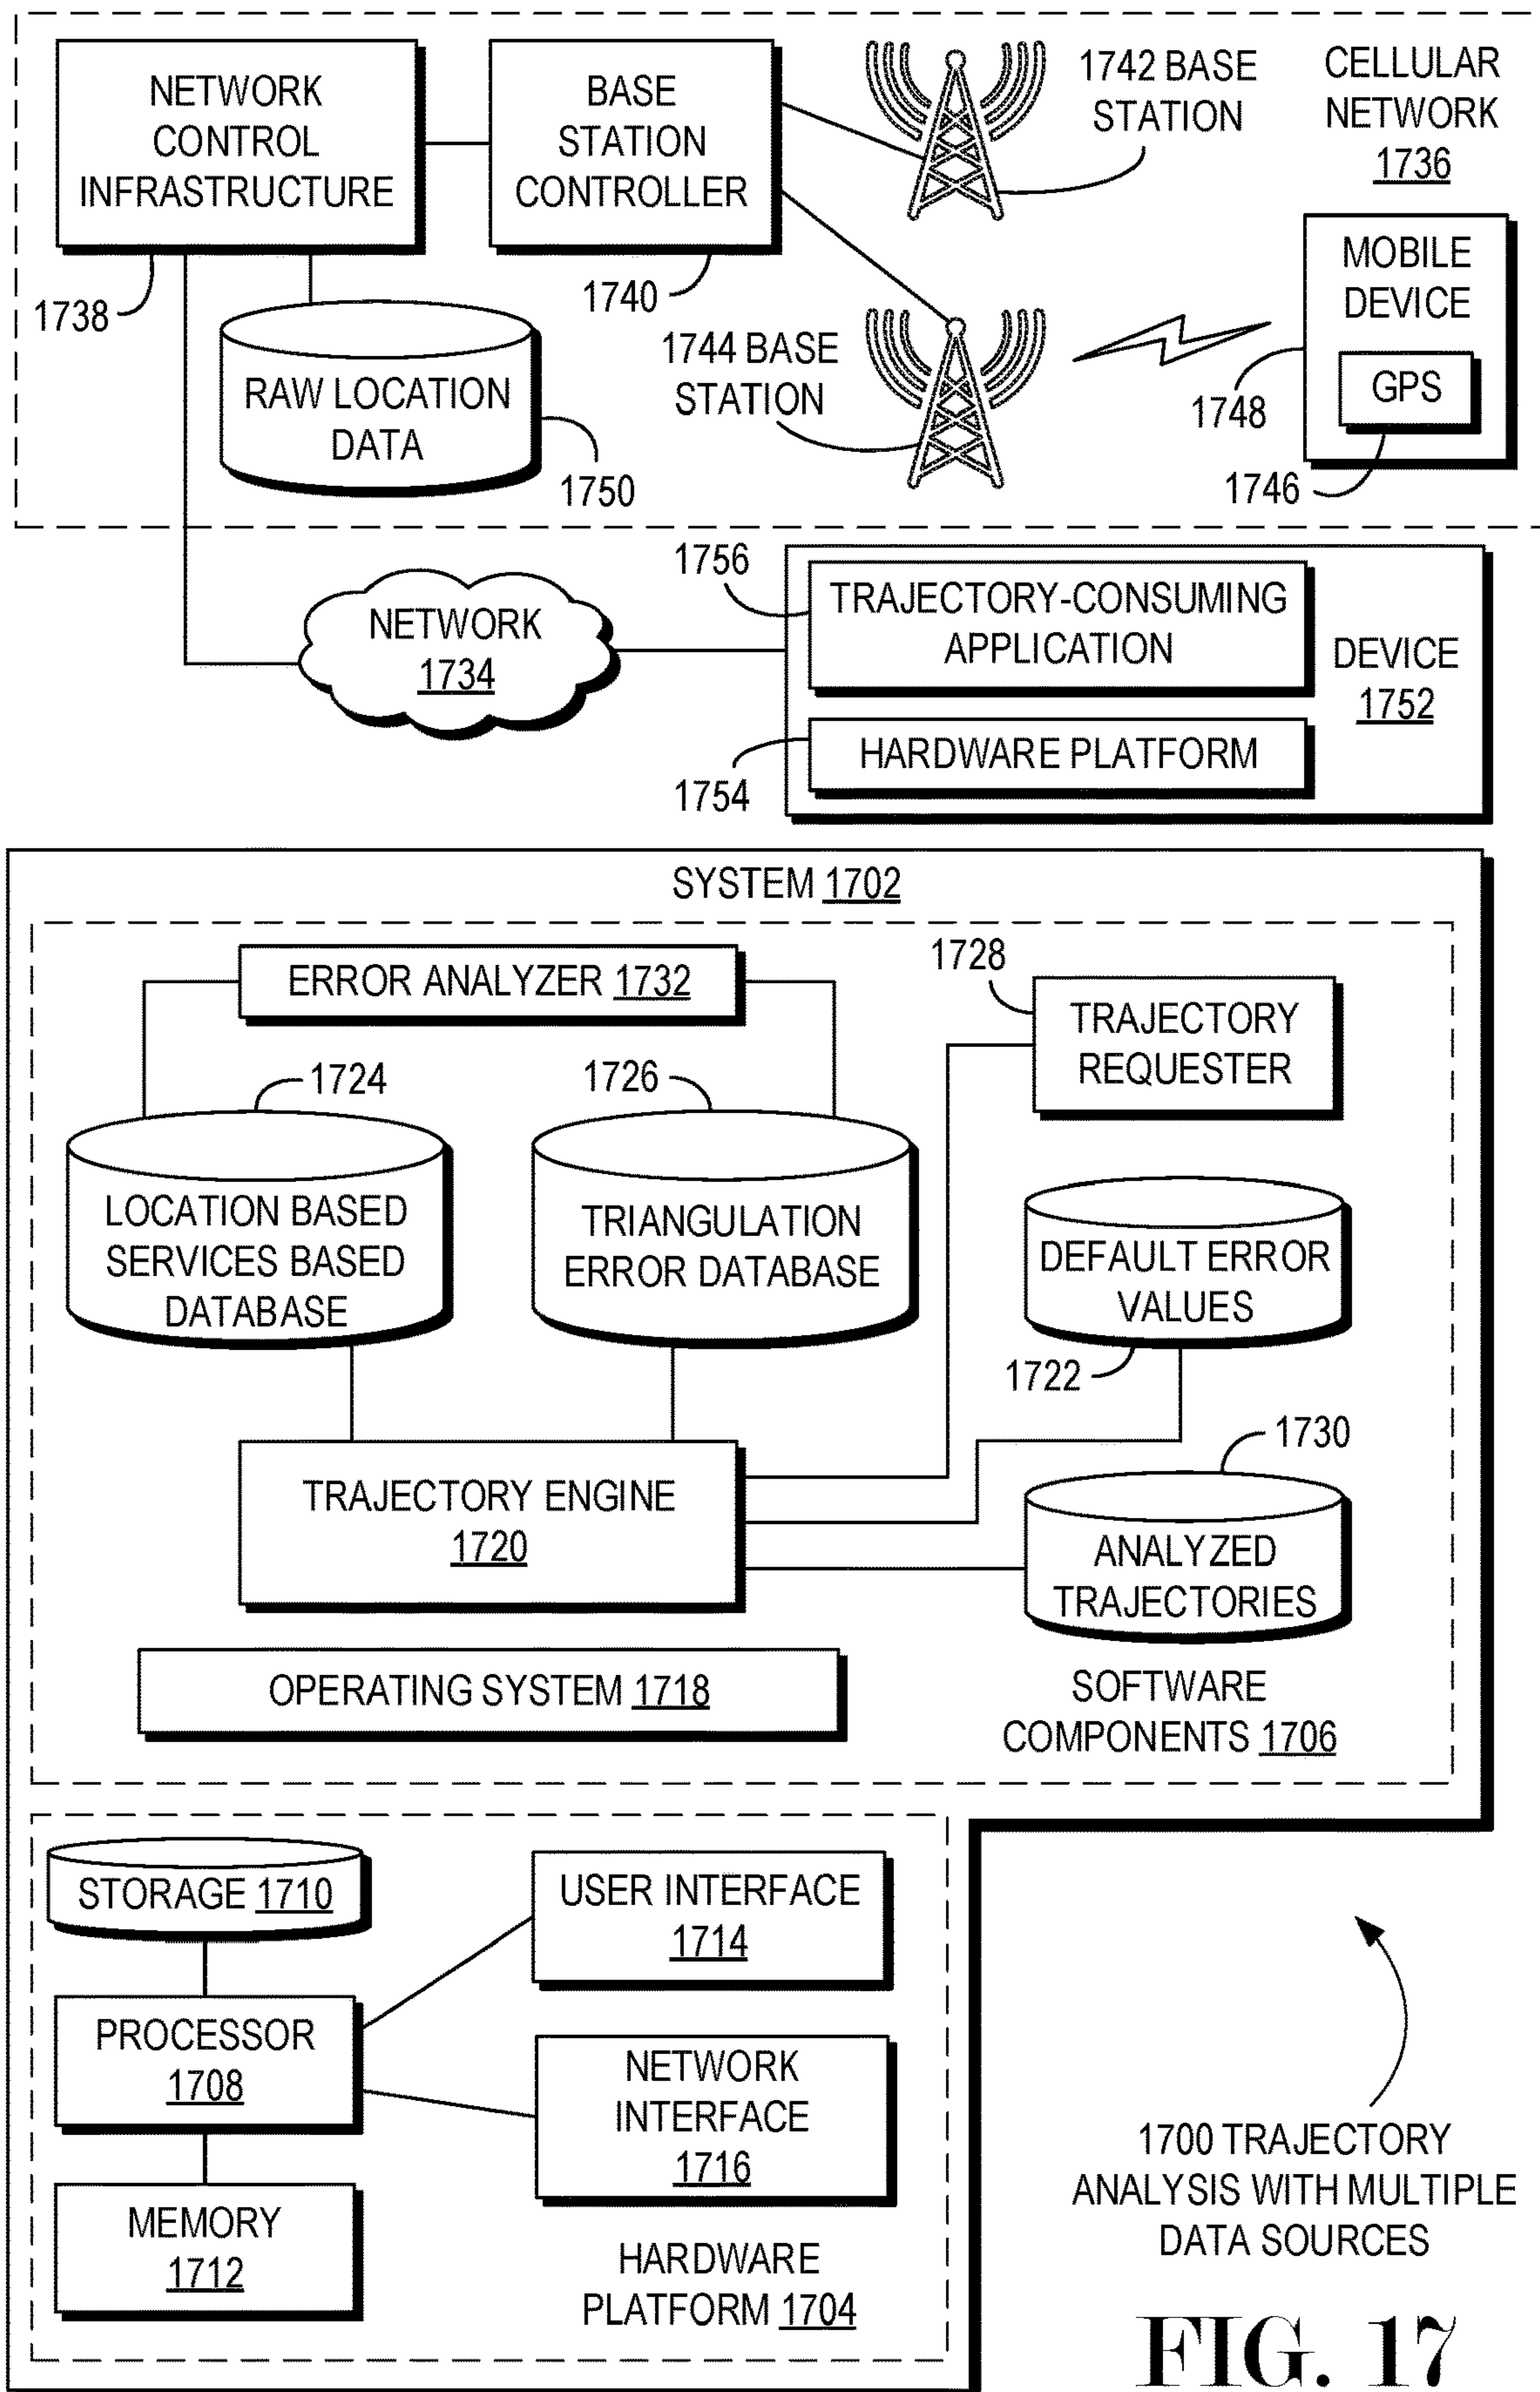 NETWORK
CONTROL
INFRASTRUCTURE
BASE
STATION
CONTROLLER
1742 BASE
STATION
CELLULAR
NETWORK
1736
1738
1740
RAW LOCATION
DATA
1750
1744 BASE
STATION
MOBILE
DEVICE
GPS
1748
1746
NETWORK
1734
1756
TRAJECTORY-CONSUMING
APPLICATION
DEVICE
1752
HARDWARE PLATFORM
1754
SYSTEM 1702
ERROR ANALYZER 1732
1728
TRAJECTORY
REQUESTER
1724
1726
LOCATION BASED
SERVICES BASED
DATABASE
TRIANGULATION
ERROR DATABASE
DEFAULT ERROR
VALUES
1722
1730
TRAJECTORY ENGINE
1720
ANALYZED
TRAJECTORIES
OPERATING SYSTEM 1718
SOFTWARE
COMPONENTS 1706
STORAGE 1710
USER INTERFACE
1714
PROCESSOR
1708
NETWORK
INTERFACE
1716
MEMORY
1712
HARDWARE
PLATFORM 1704
1700 TRAJECTORY
ANALYSIS WITH MULTIPLE
DATA SOURCES
FIG. 17